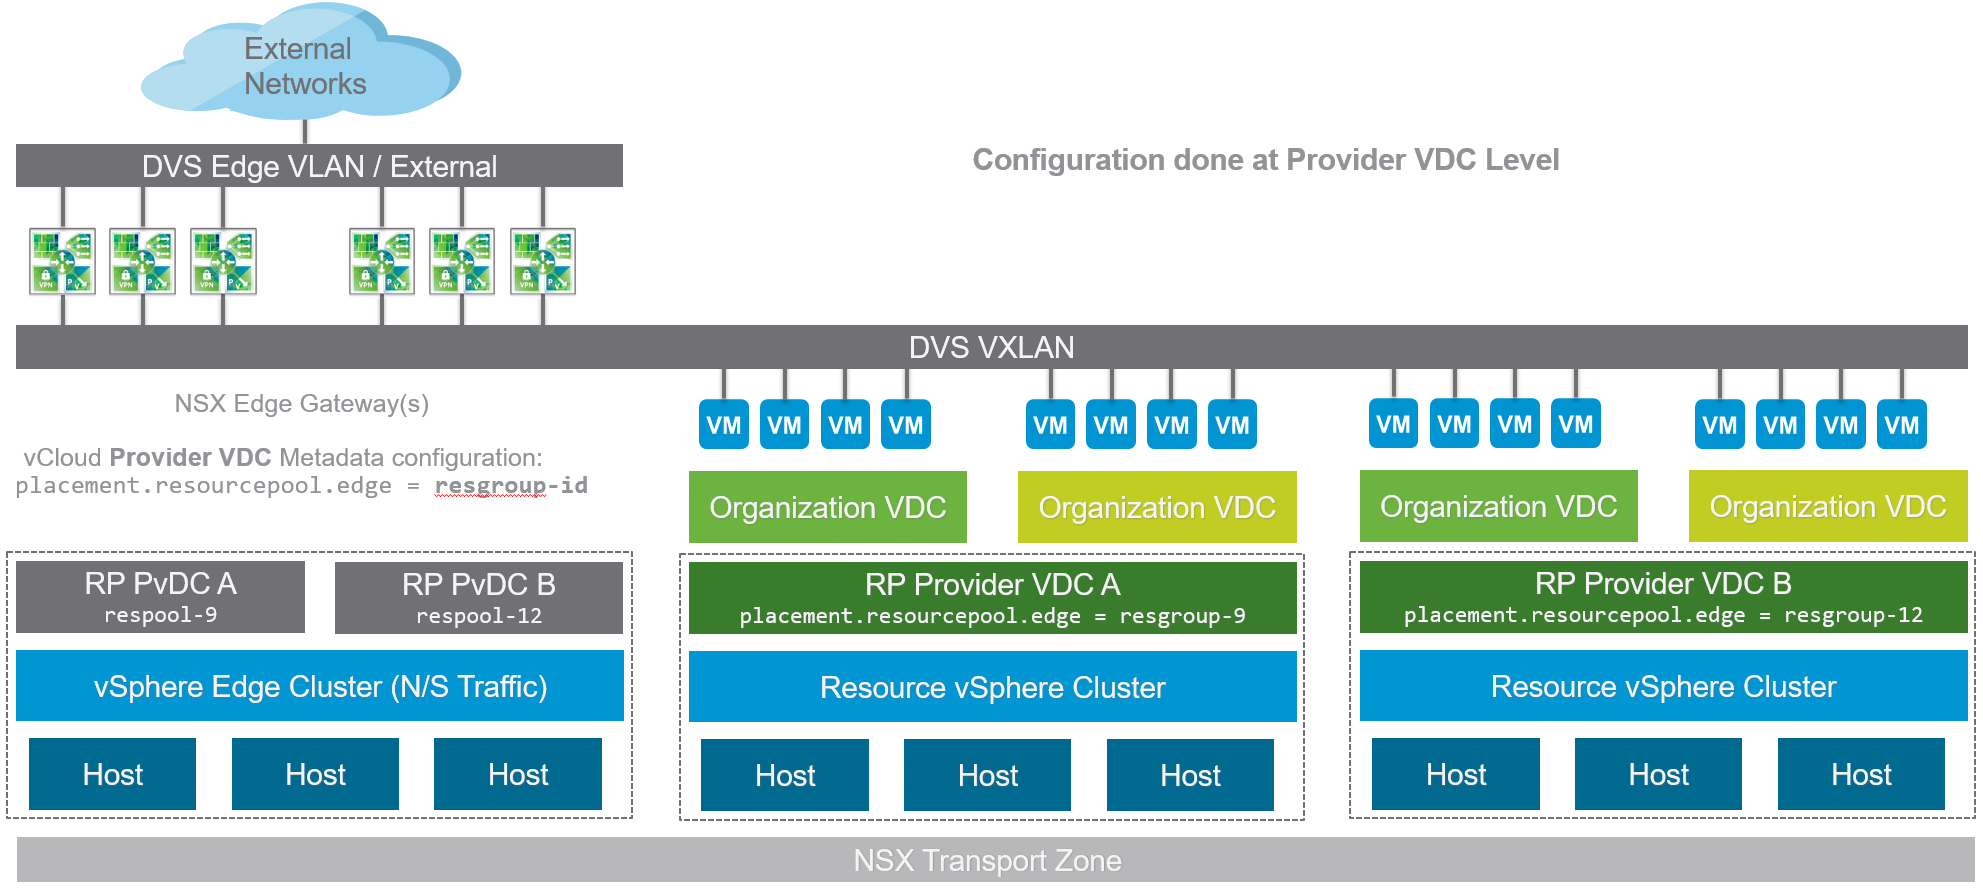 External
Networks
DVS Edge VLAN / External
Configuration done at Provider VDC Level
VPN P V VPN P V VPN P V VPN P V VPN P V VPN P V
DVS VXLAN
NSX Edge Gateway(s)
VM VM VM VM VM VM VM VM VM VM VM VM VM VM VM VM
vCloud Provider VDC Metadata configuration:
placement.resourcepool.edge = resgroup-id
Organization VDC Organization VDC Organization VDC Organization VDC
RP PvDC A
respool-9
RP PvDC B
respool-12
RP Provider VDC A
placement.resourcepool.edge = resgroup-9
RP Provider VDC B
placement.resourcepool.edge = resgroup-12
vSphere Edge Cluster (N/S Traffic)
Resource vSphere Cluster
Resource vSphere Cluster
Host Host Host Host Host Host Host Host Host
NSX Transport Zone